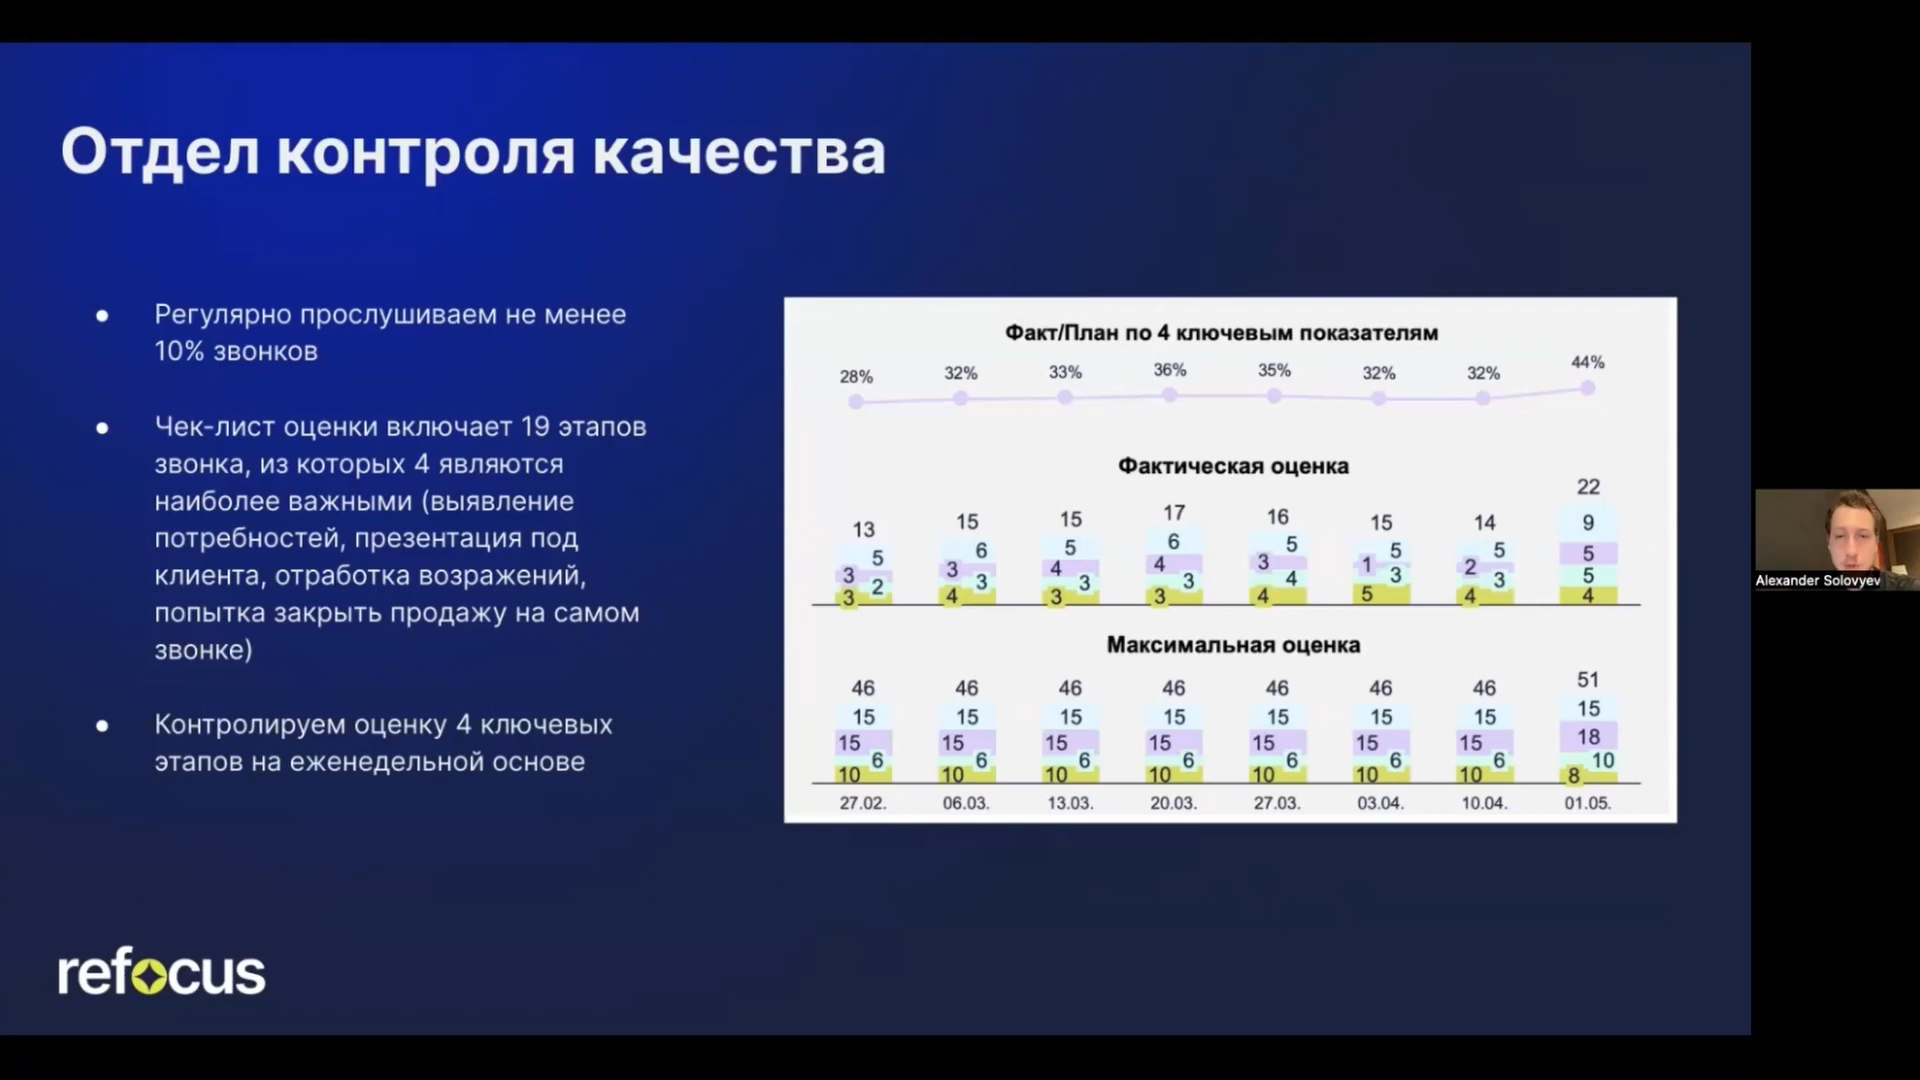 Отдел контроля качества
Регулярно прослушиваем не менее
10% звонков
Чек-лист оценки включает 19 этапов
звонка, из которых 4 являются
наиболее важными (выявление
потребностей, презентация под
клиента, отработка возражений,
попытка закрыть продажу на самом
звонке)
Контролируем оценку 4 ключевых
этапов на еженедельной основе
Факт/План по 4 ключевым показателям
28% 32% 33% 36% 35% 32% 32% 44%
Фактическая оценка
13 15 15 17 16 15 14 22
5 6 5 6 5 5 5 9
3 3 4 4 3 1 2 5
2 3 3 3 4 3 3 5
3 4 3 3 4 5 4 4
Максимальная оценка
46 46 46 46 46 46 46 51
15 15 15 15 15 15 15 15
15 15 15 15 15 15 15 18
6 6 6 6 6 6 6 10
10 10 10 10 10 10 10 8
27.02. 06.03. 13.03. 20.03. 27.03. 03.04. 10.04. 01.05.
refocus
Alexander Solovyev